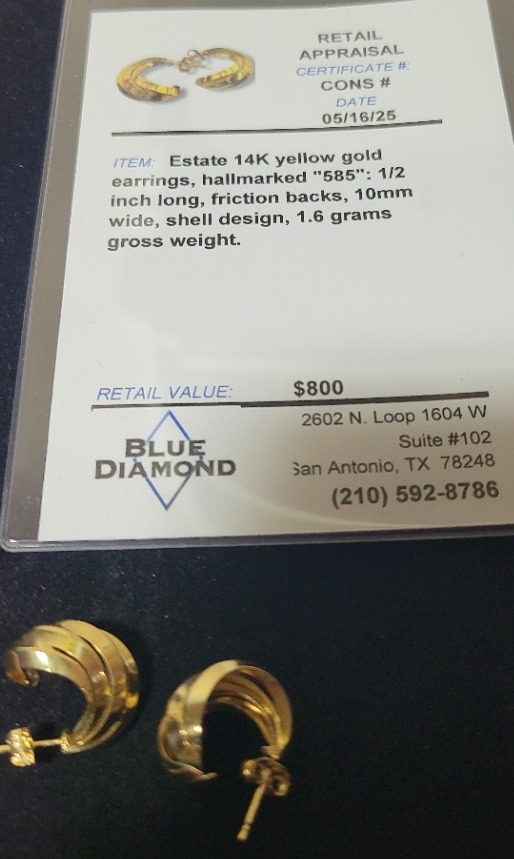 RETAIL
APPRAISAL
CERTIFICATE #:
CONS #
DATE
05/16/25
ITEM: Estate 14K yellow gold
earrings, hallmarked "585": 1/2
inch long, friction backs, 10mm
wide, shell design, 1.6 grams
gross weight.
RETAIL VALUE: $800
BLUE
DIAMOND
2602 N. Loop 1604 W
Suite #102
San Antonio, TX 78248
(210) 592-8786